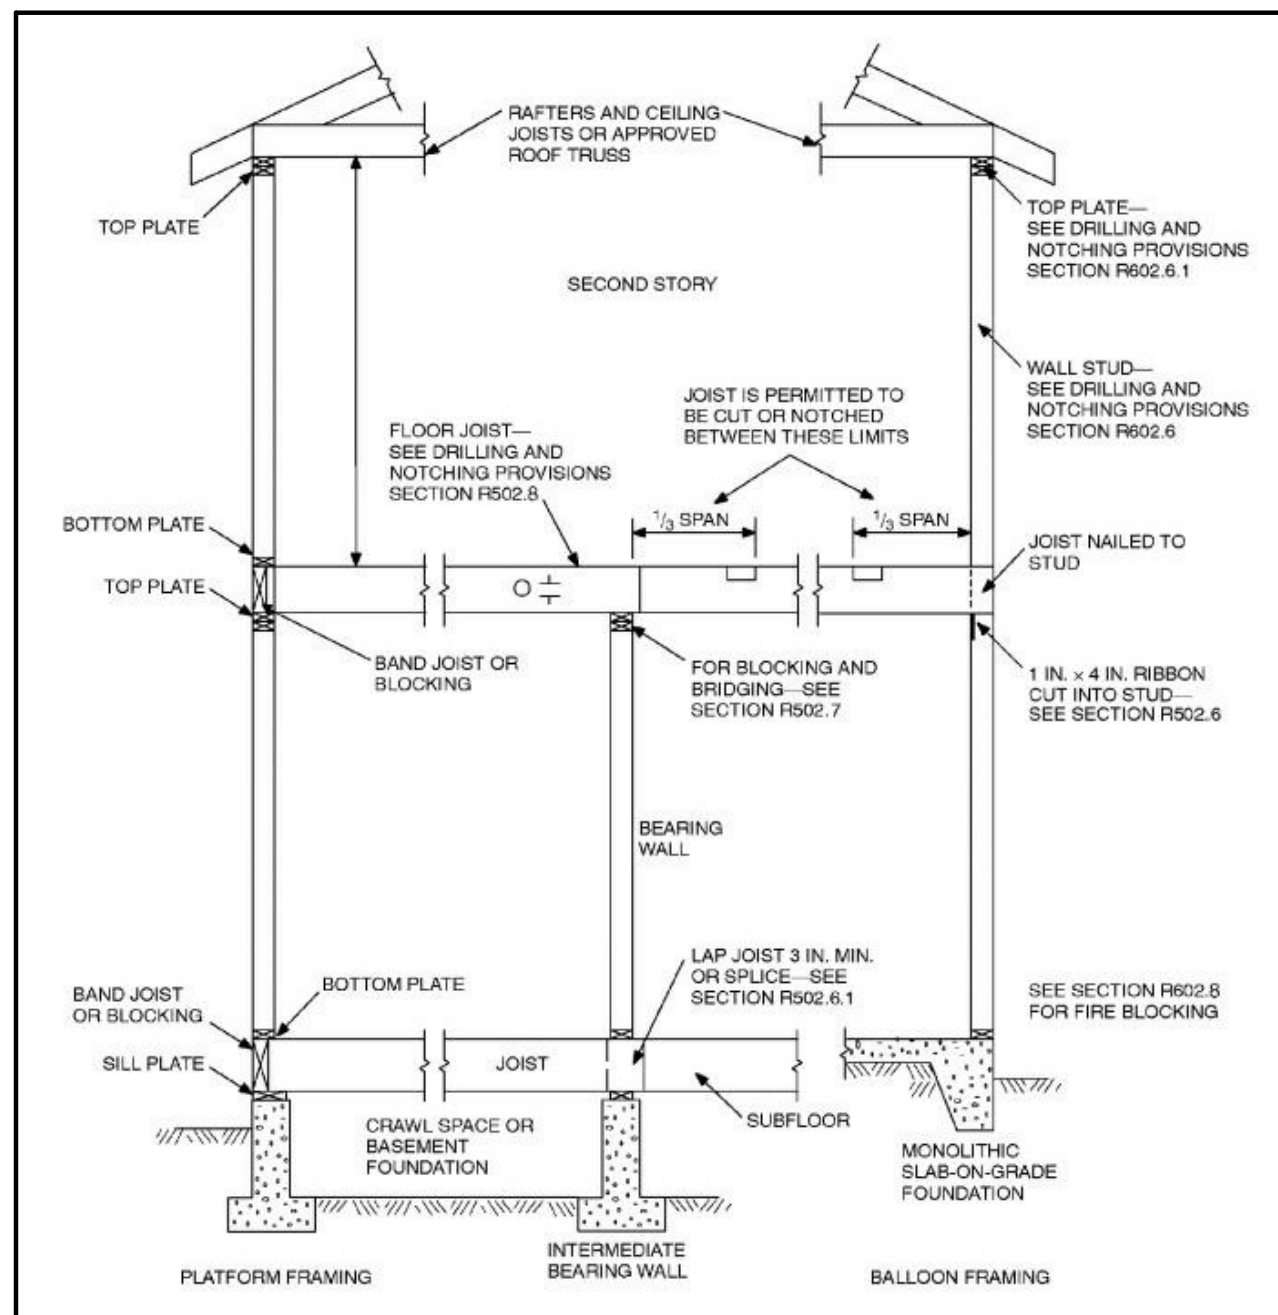 RAFTERS AND CEILING
JOISTS OR APPROVED
ROOF TRUSS
TOP PLATE
TOP PLATE—
SEE DRILLING AND
NOTCHING PROVISIONS
SECTION R602.6.1
SECOND STORY
WALL STUD—
SEE DRILLING AND
NOTCHING PROVISIONS
SECTION R602.6
JOIST IS PERMITTED TO
BE CUT OR NOTCHED
BETWEEN THESE LIMITS
FLOOR JOIST—
SEE DRILLING AND
NOTCHING PROVISIONS
SECTION R502.8
1/3 SPAN
1/3 SPAN
BOTTOM PLATE
JOIST NAILED TO
STUD
TOP PLATE
BAND JOIST OR
BLOCKING
FOR BLOCKING AND
BRIDGING—SEE
SECTION R502.7
1 IN. × 4 IN. RIBBON
CUT INTO STUD—
SEE SECTION R502.6
BEARING
WALL
LAP JOIST 3 IN. MIN.
OR SPLICE—SEE
SECTION R502.6.1
BOTTOM PLATE
BAND JOIST
OR BLOCKING
SEE SECTION R602.8
FOR FIRE BLOCKING
SILL PLATE
JOIST
SUBFLOOR
CRAWL SPACE OR
BASEMENT
FOUNDATION
MONOLITHIC
SLAB-ON-GRADE
FOUNDATION
INTERMEDIATE
BEARING WALL
PLATFORM FRAMING
BALLOON FRAMING